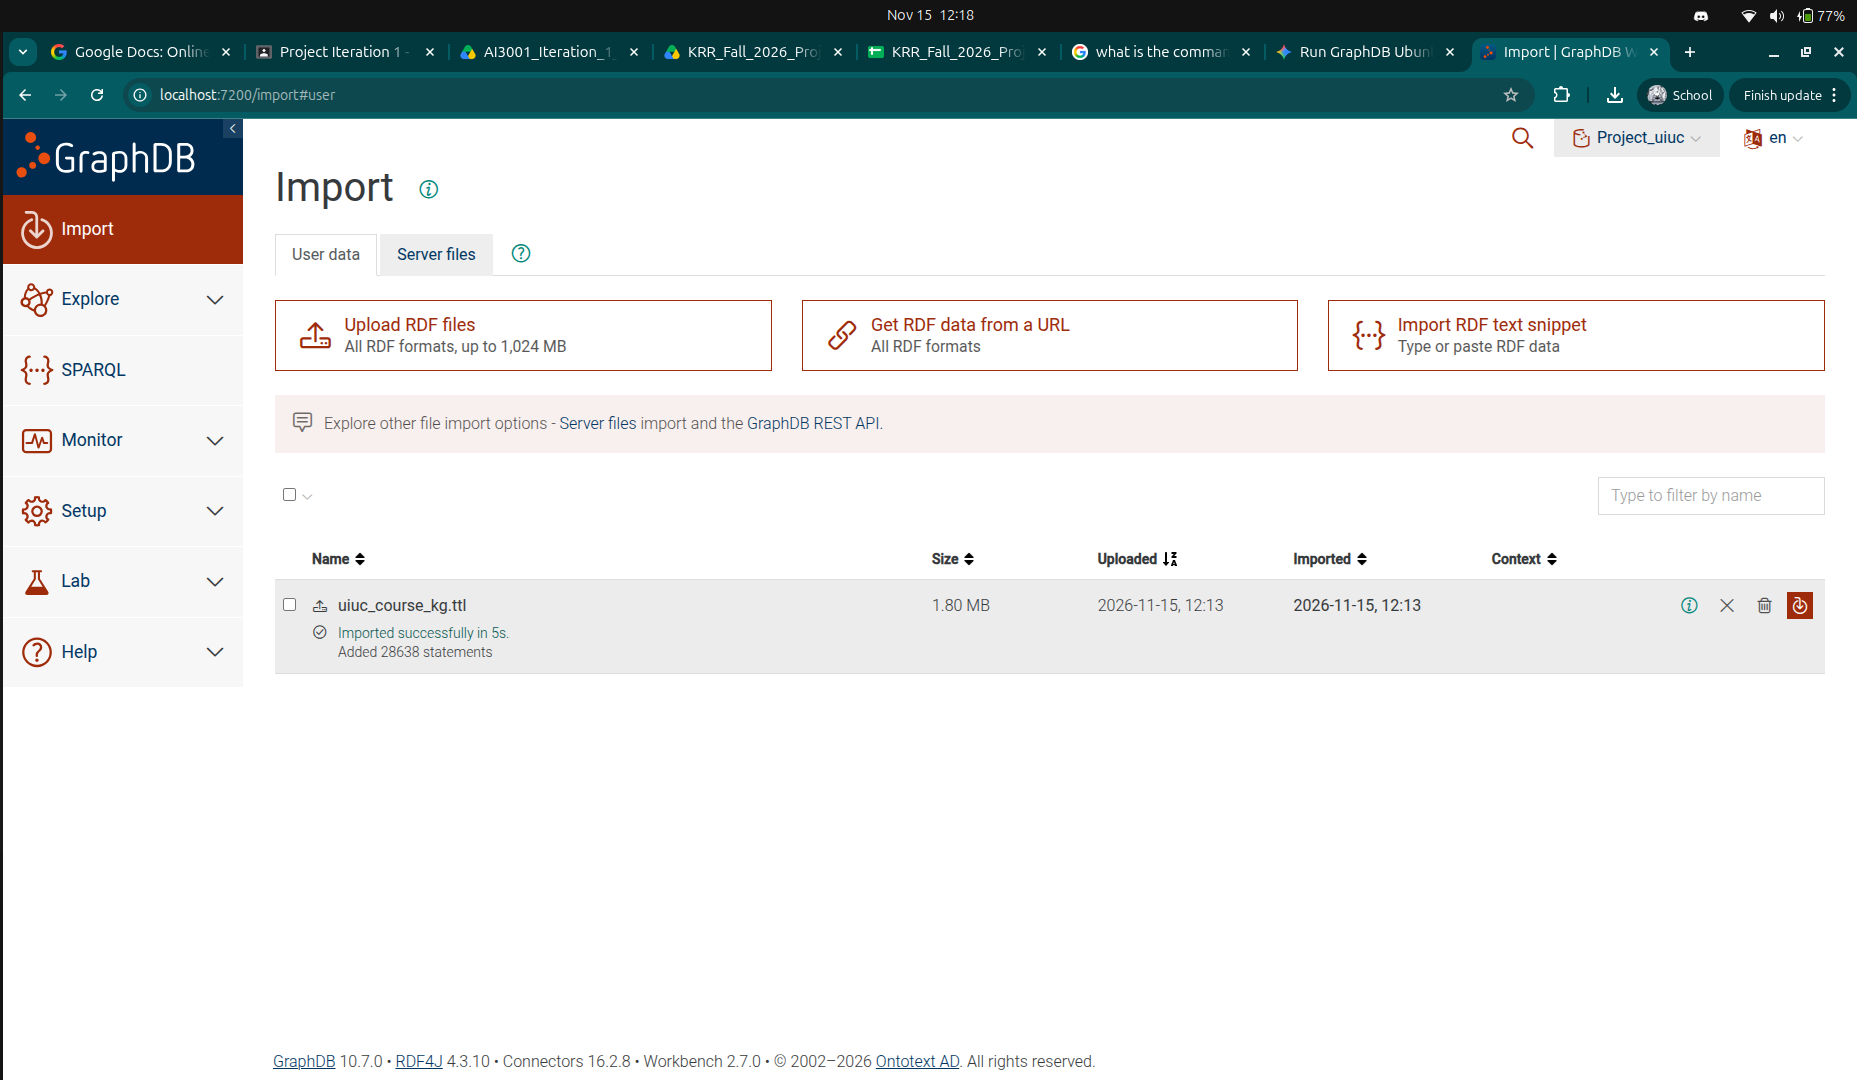 Nov 15 12:18
77%
Google Docs: Online
Project Iteration 1 -
AI3001_Iteration_1_
KRR_Fall_2026_Proj
KRR_Fall_2026_Proj
what is the comman
Run GraphDB Ubun
Import | GraphDB W
localhost:7200/import#user
School
Finish update
GraphDB
Project_uiuc
en
Import
Import
User data
Server files
Explore
Upload RDF files
All RDF formats, up to 1,024 MB
Get RDF data from a URL
All RDF formats
Import RDF text snippet
Type or paste RDF data
SPARQL
Explore other file import options - Server files import and the GraphDB REST API.
Monitor
Type to filter by name
Setup
Name
Size
Uploaded
Imported
Context
Lab
uiuc_course_kg.ttl
1.80 MB
2026-11-15, 12:13
2026-11-15, 12:13
Imported successfully in 5s.
Added 28638 statements
Help
GraphDB 10.7.0 • RDF4J 4.3.10 • Connectors 16.2.8 • Workbench 2.7.0 • © 2002–2026 Ontotext AD. All rights reserved.